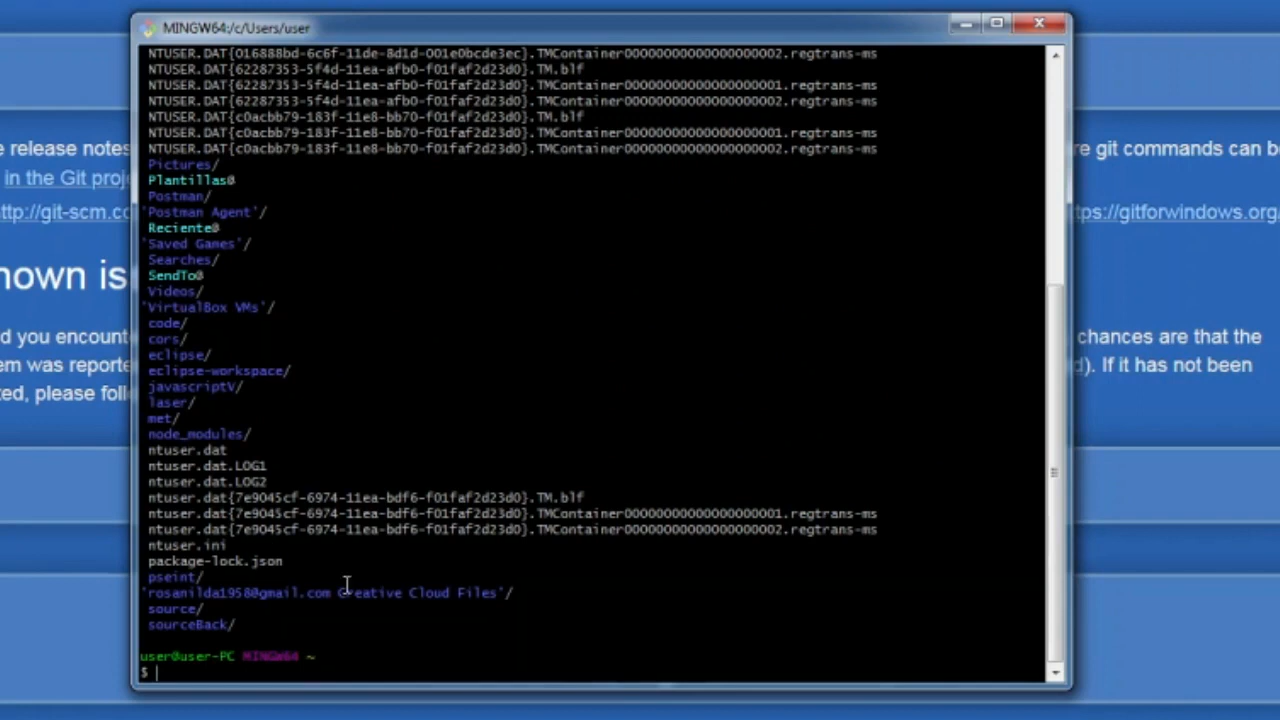 MINGW64:/c/Users/user
NTUSER.DAT{016888bd-6c6f-11de-8d1d-001e0bcde3ec}.TMContainer00000000000000000002.regtrans-ms
NTUSER.DAT{62287353-5f4d-11ea-afb0-f01faf2d23d0}.TM.blf
NTUSER.DAT{62287353-5f4d-11ea-afb0-f01faf2d23d0}.TMContainer00000000000000000001.regtrans-ms
NTUSER.DAT{62287353-5f4d-11ea-afb0-f01faf2d23d0}.TMContainer00000000000000000002.regtrans-ms
NTUSER.DAT{c0acbb79-183f-11e8-bb70-f01faf2d23d0}.TM.blf
NTUSER.DAT{c0acbb79-183f-11e8-bb70-f01faf2d23d0}.TMContainer00000000000000000001.regtrans-ms
NTUSER.DAT{c0acbb79-183f-11e8-bb70-f01faf2d23d0}.TMContainer00000000000000000002.regtrans-ms
Pictures/
Plantillas@
Postman/
'Postman Agent'/
Reciente@
'Saved Games'/
Searches/
SendTo@
Videos/
'VirtualBox VMs'/
code/
cors/
eclipse/
eclipse-workspace/
javascriptV/
laser/
met/
node_modules/
ntuser.dat
ntuser.dat.LOG1
ntuser.dat.LOG2
ntuser.dat{7e9045cf-6974-11ea-bdf6-f01faf2d23d0}.TM.blf
ntuser.dat{7e9045cf-6974-11ea-bdf6-f01faf2d23d0}.TMContainer00000000000000000001.regtrans-ms
ntuser.dat{7e9045cf-6974-11ea-bdf6-f01faf2d23d0}.TMContainer00000000000000000002.regtrans-ms
ntuser.ini
package-lock.json
pseint/
'rosanilda1958@gmail.com Creative Cloud Files'/
source/
sourceBack/
user@user-PC MINGW64 ~
$
e release notes
in the Git proj
ttp://git-scm.co
nown is
d you encount
em was reporte
ted, please foll
re git commands can be
tps://gitforwindows.org/
chances are that the
d). If it has not been